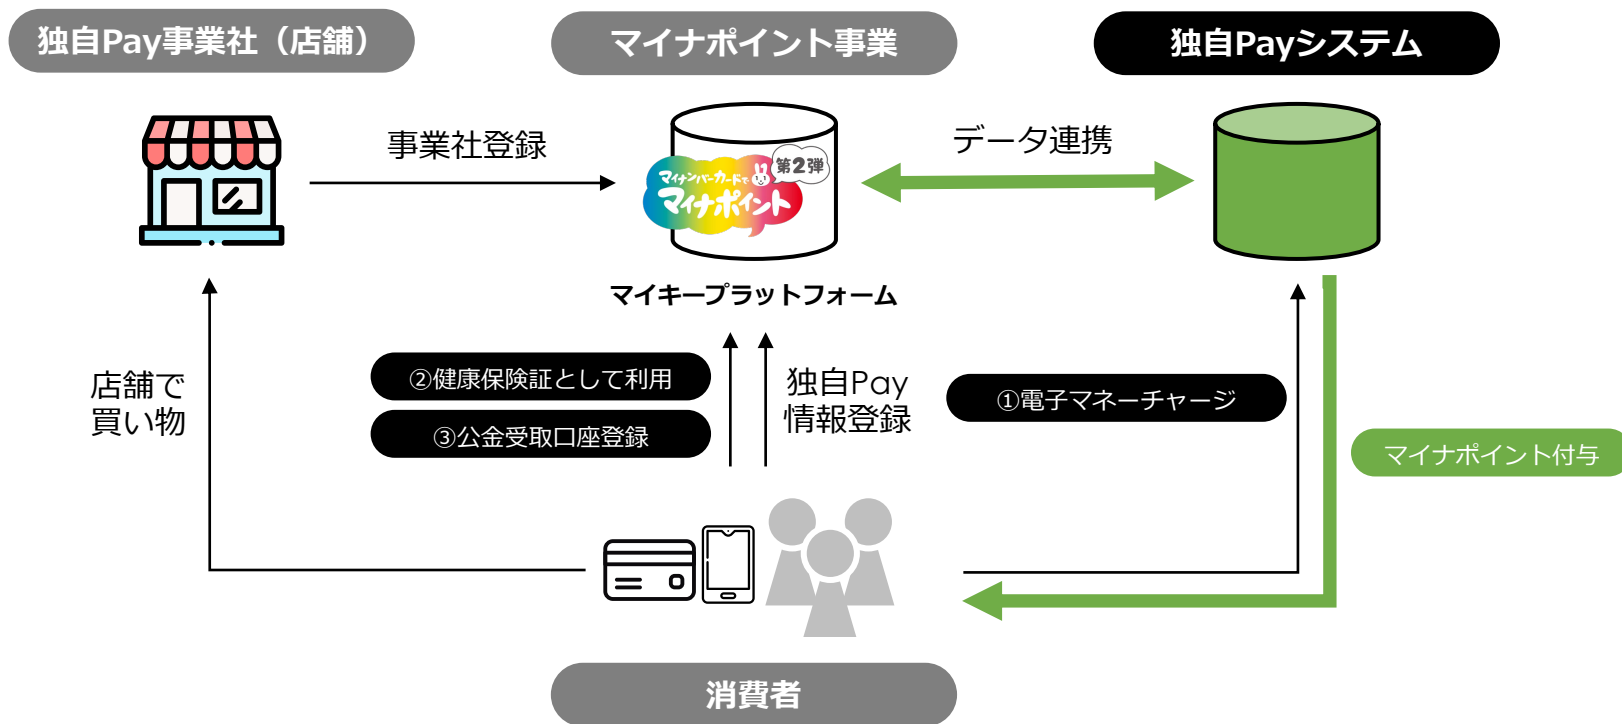 独自Pay事業社（店舗）
マイナポイント事業
独自Payシステム
事業社登録
データ連携
第2弾
マイナンバーカードで
マイナポイント
マイキープラットフォーム
店舗で
買い物
②健康保険証として利用
③公金受取口座登録
独自Pay
情報登録
①電子マネーチャージ
マイナポイント付与
消費者